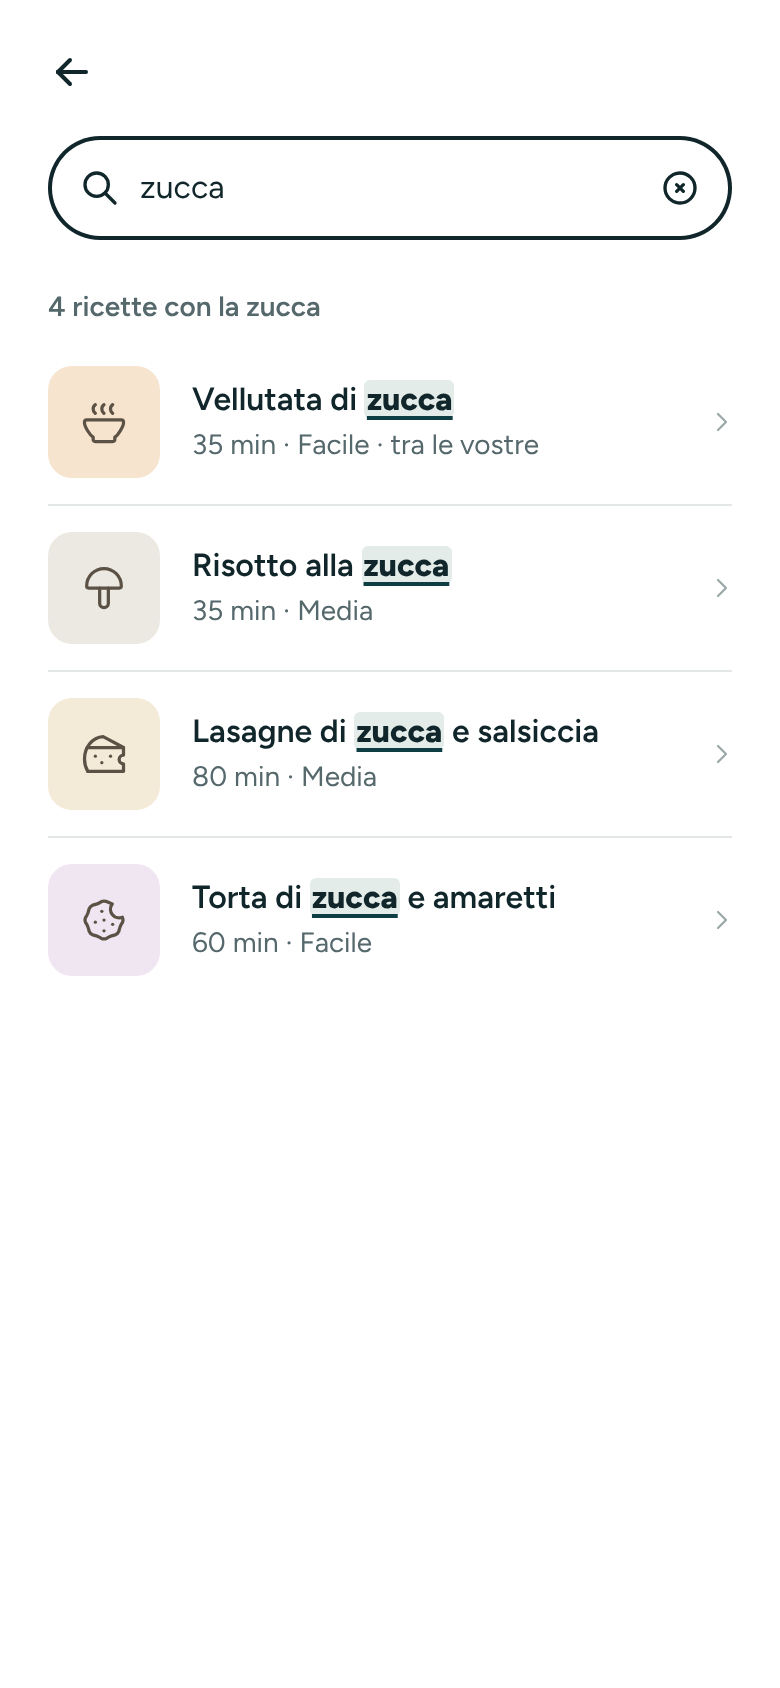 zucca
4 ricette con la zucca
Vellutata di zucca
35 min · Facile · tra le vostre
Risotto alla zucca
35 min · Media
Lasagne di zucca e salsiccia
80 min · Media
Torta di zucca e amaretti
60 min · Facile